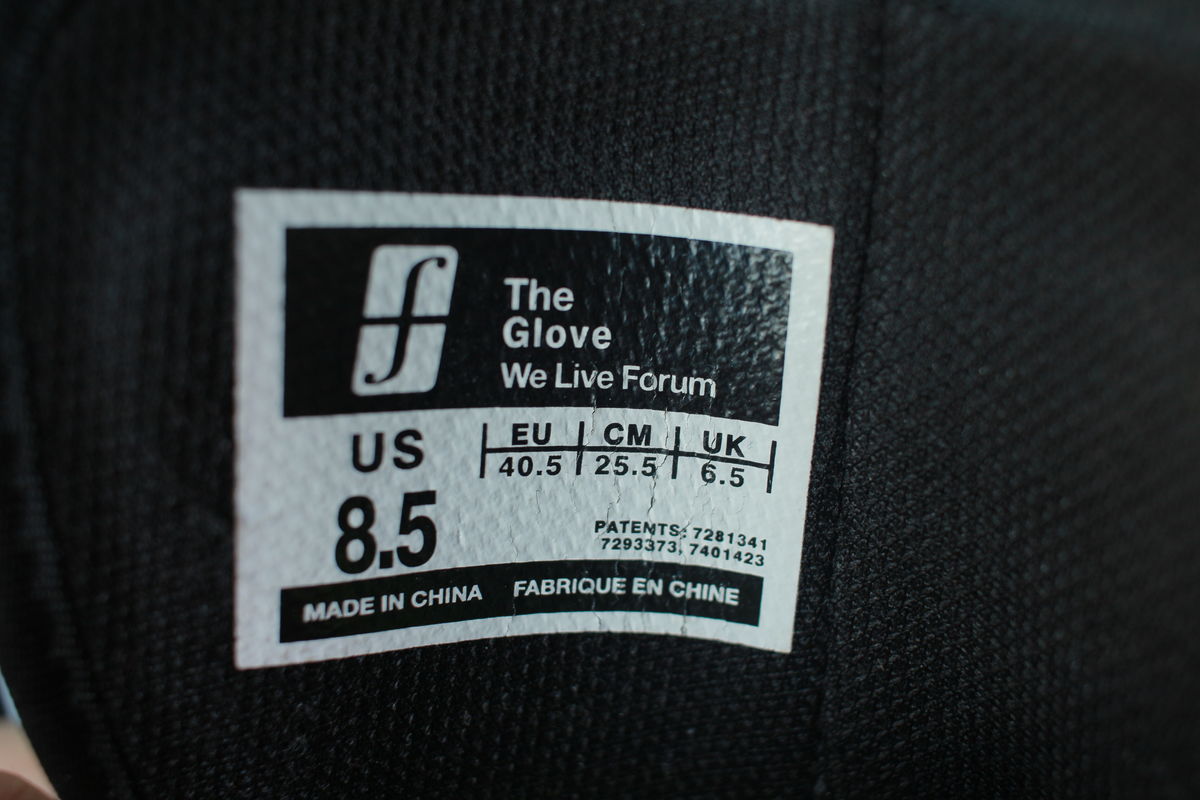 f
The
Glove
We Live Forum
US
8.5
EU CM UK
40.5 25.5 6.5
PATENTS: 7281341
7293373, 7401423
MADE IN CHINA FABRIQUE EN CHINE